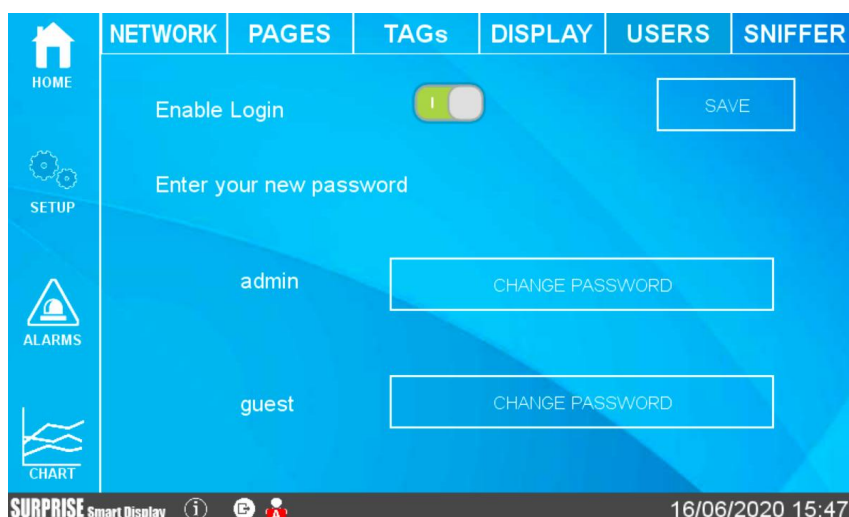 NETWORK PAGES TAGs DISPLAY USERS SNIFFER
HOME
Enable Login
SAVE
SETUP
Enter your new password
admin CHANGE PASSWORD
ALARMS
guest CHANGE PASSWORD
CHART
SURPRISE Smart Display 16/06/2020 15:47